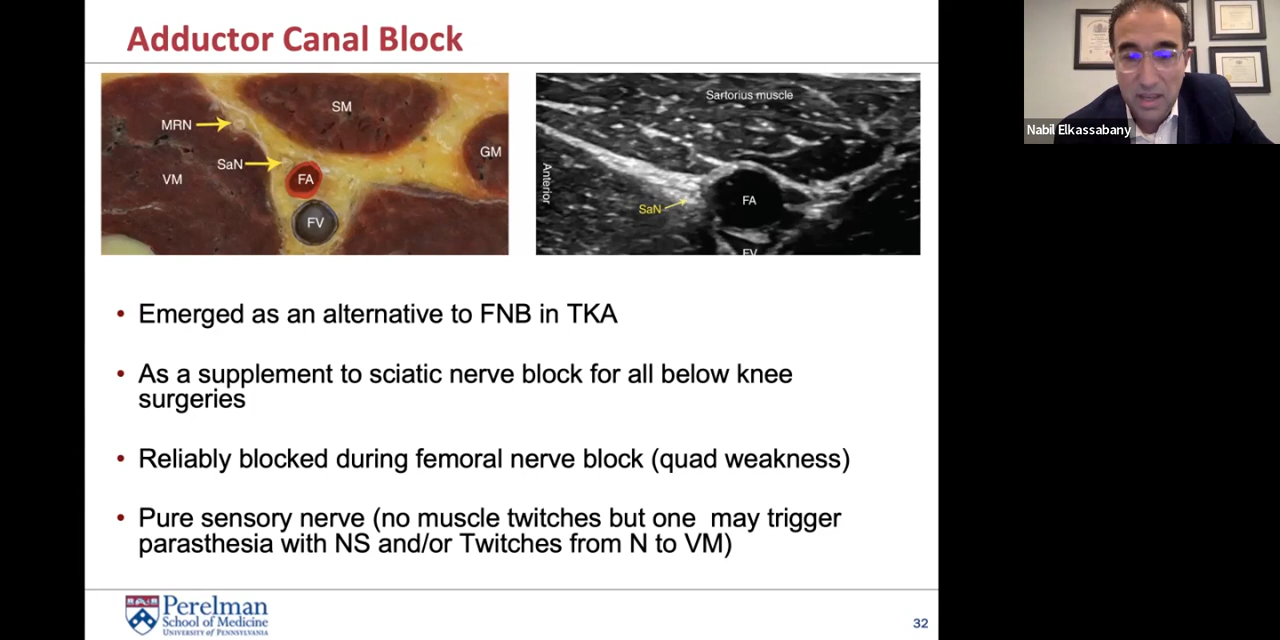 Adductor Canal Block
SM
MRN
SaN
GM
VM
FA
FV
Sartorius muscle
Anterior
SaN
FA
FV
• Emerged as an alternative to FNB in TKA
• As a supplement to sciatic nerve block for all below knee
surgeries
• Reliably blocked during femoral nerve block (quad weakness)
• Pure sensory nerve (no muscle twitches but one may trigger
parasthesia with NS and/or Twitches from N to VM)
Perelman
School of Medicine
UNIVERSITY of PENNSYLVANIA
32
Nabil Elkassabany